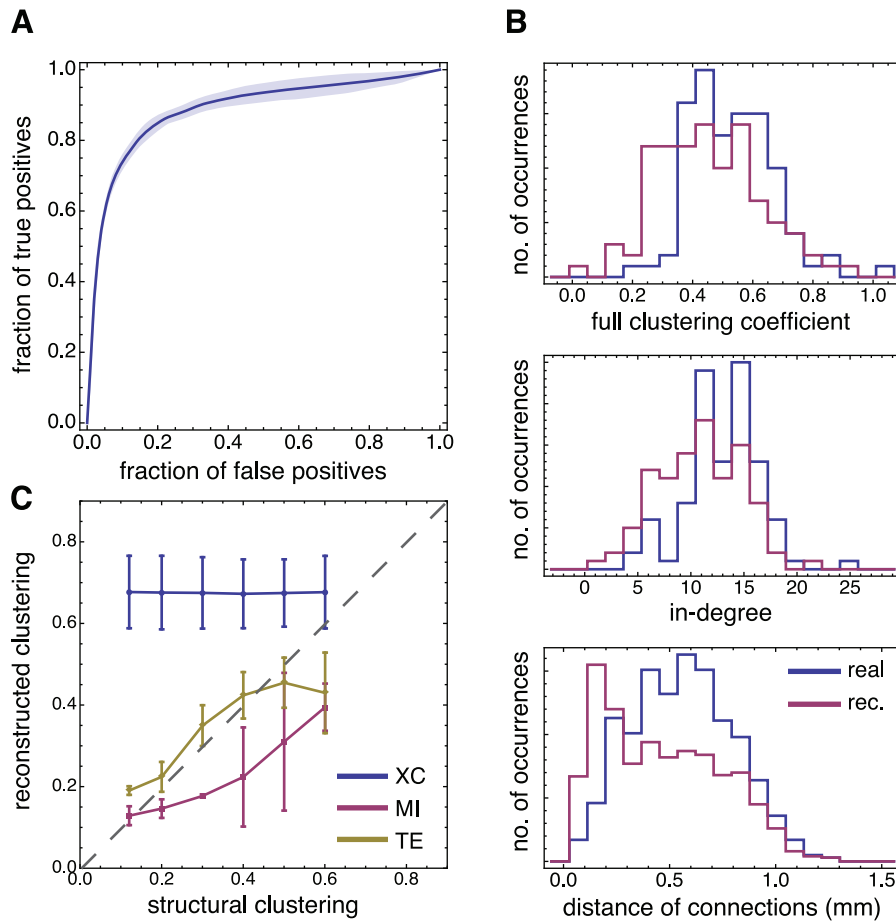 A
1.0
0.8
0.6
0.4
0.2
0.0
fraction of true positives
0.0 0.2 0.4 0.6 0.8 1.0
fraction of false positives
B
no. of occurrences
0.0 0.2 0.4 0.6 0.8 1.0
full clustering coefficient
no. of occurrences
0 5 10 15 20 25
in-degree
no. of occurrences
real
rec.
0.0 0.5 1.0 1.5
distance of connections (mm)
C
0.8
0.6
0.4
0.2
0.0
reconstructed clustering
XC
MI
TE
0.0 0.2 0.4 0.6 0.8
structural clustering